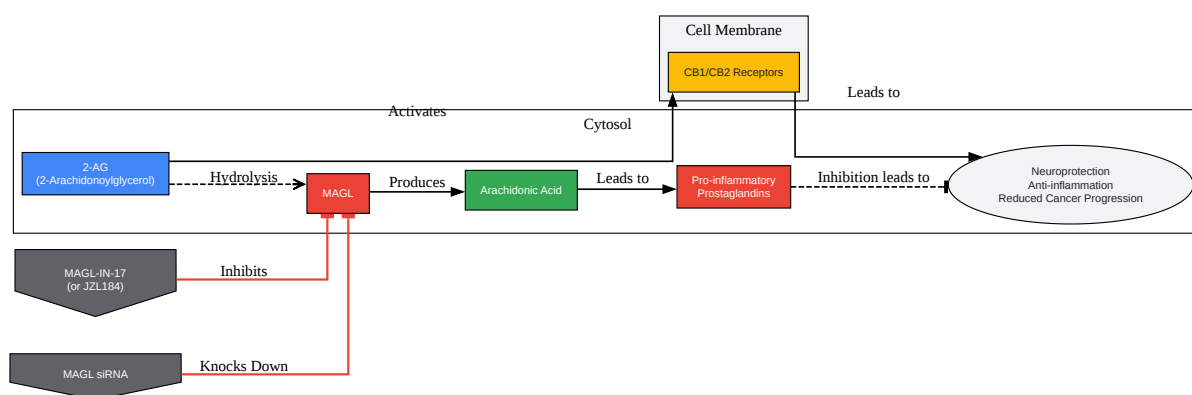 Cell Membrane
CB1/CB2 Receptors
Leads to
Activates
Cytosol
2-AG
(2-Arachidonoylglycerol)
Hydrolysis
MAGL
Produces
Arachidonic Acid
Leads to
Pro-inflammatory
Prostaglandins
Inhibition leads to
Neuroprotection
Anti-inflammation
Reduced Cancer Progression
MAGL-IN-17
(or JZL184)
Inhibits
MAGL siRNA
Knocks Down